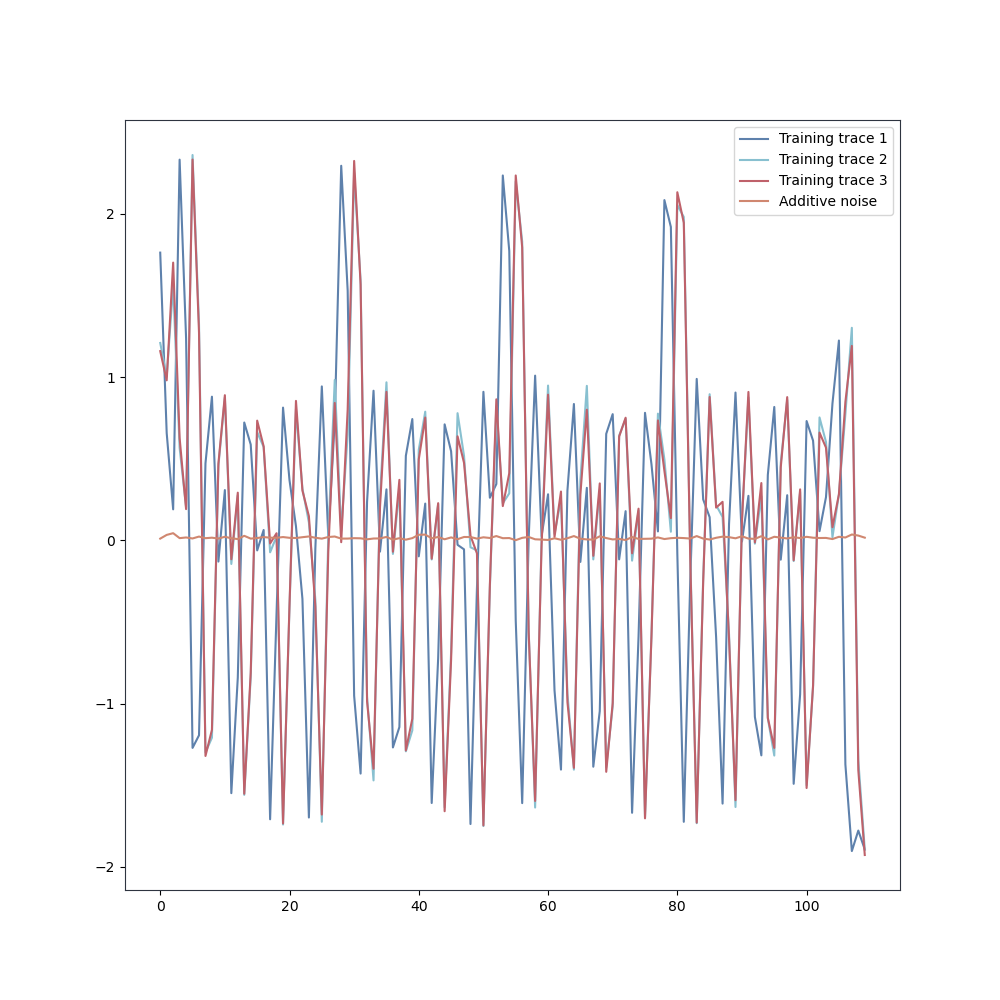 Training trace 1
Training trace 2
Training trace 3
Additive noise
2
1
0
−1
−2
0 20 40 60 80 100